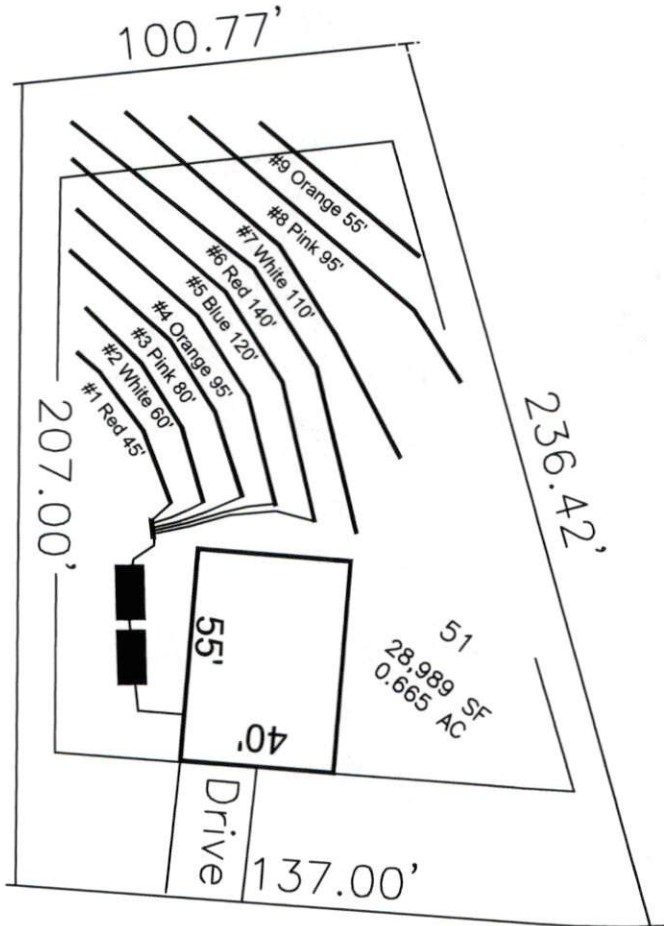 100.77'
#9 Orange 55'
#8 Pink 95'
#7 White 110'
#6 Red 140'
#5 Blue 120'
#4 Orange 95'
#3 Pink 80'
#2 White 60'
#1 Red 45'
207.00'
236.42'
51
28,989 SF
0.665 AC
55'
40'
Drive
137.00'